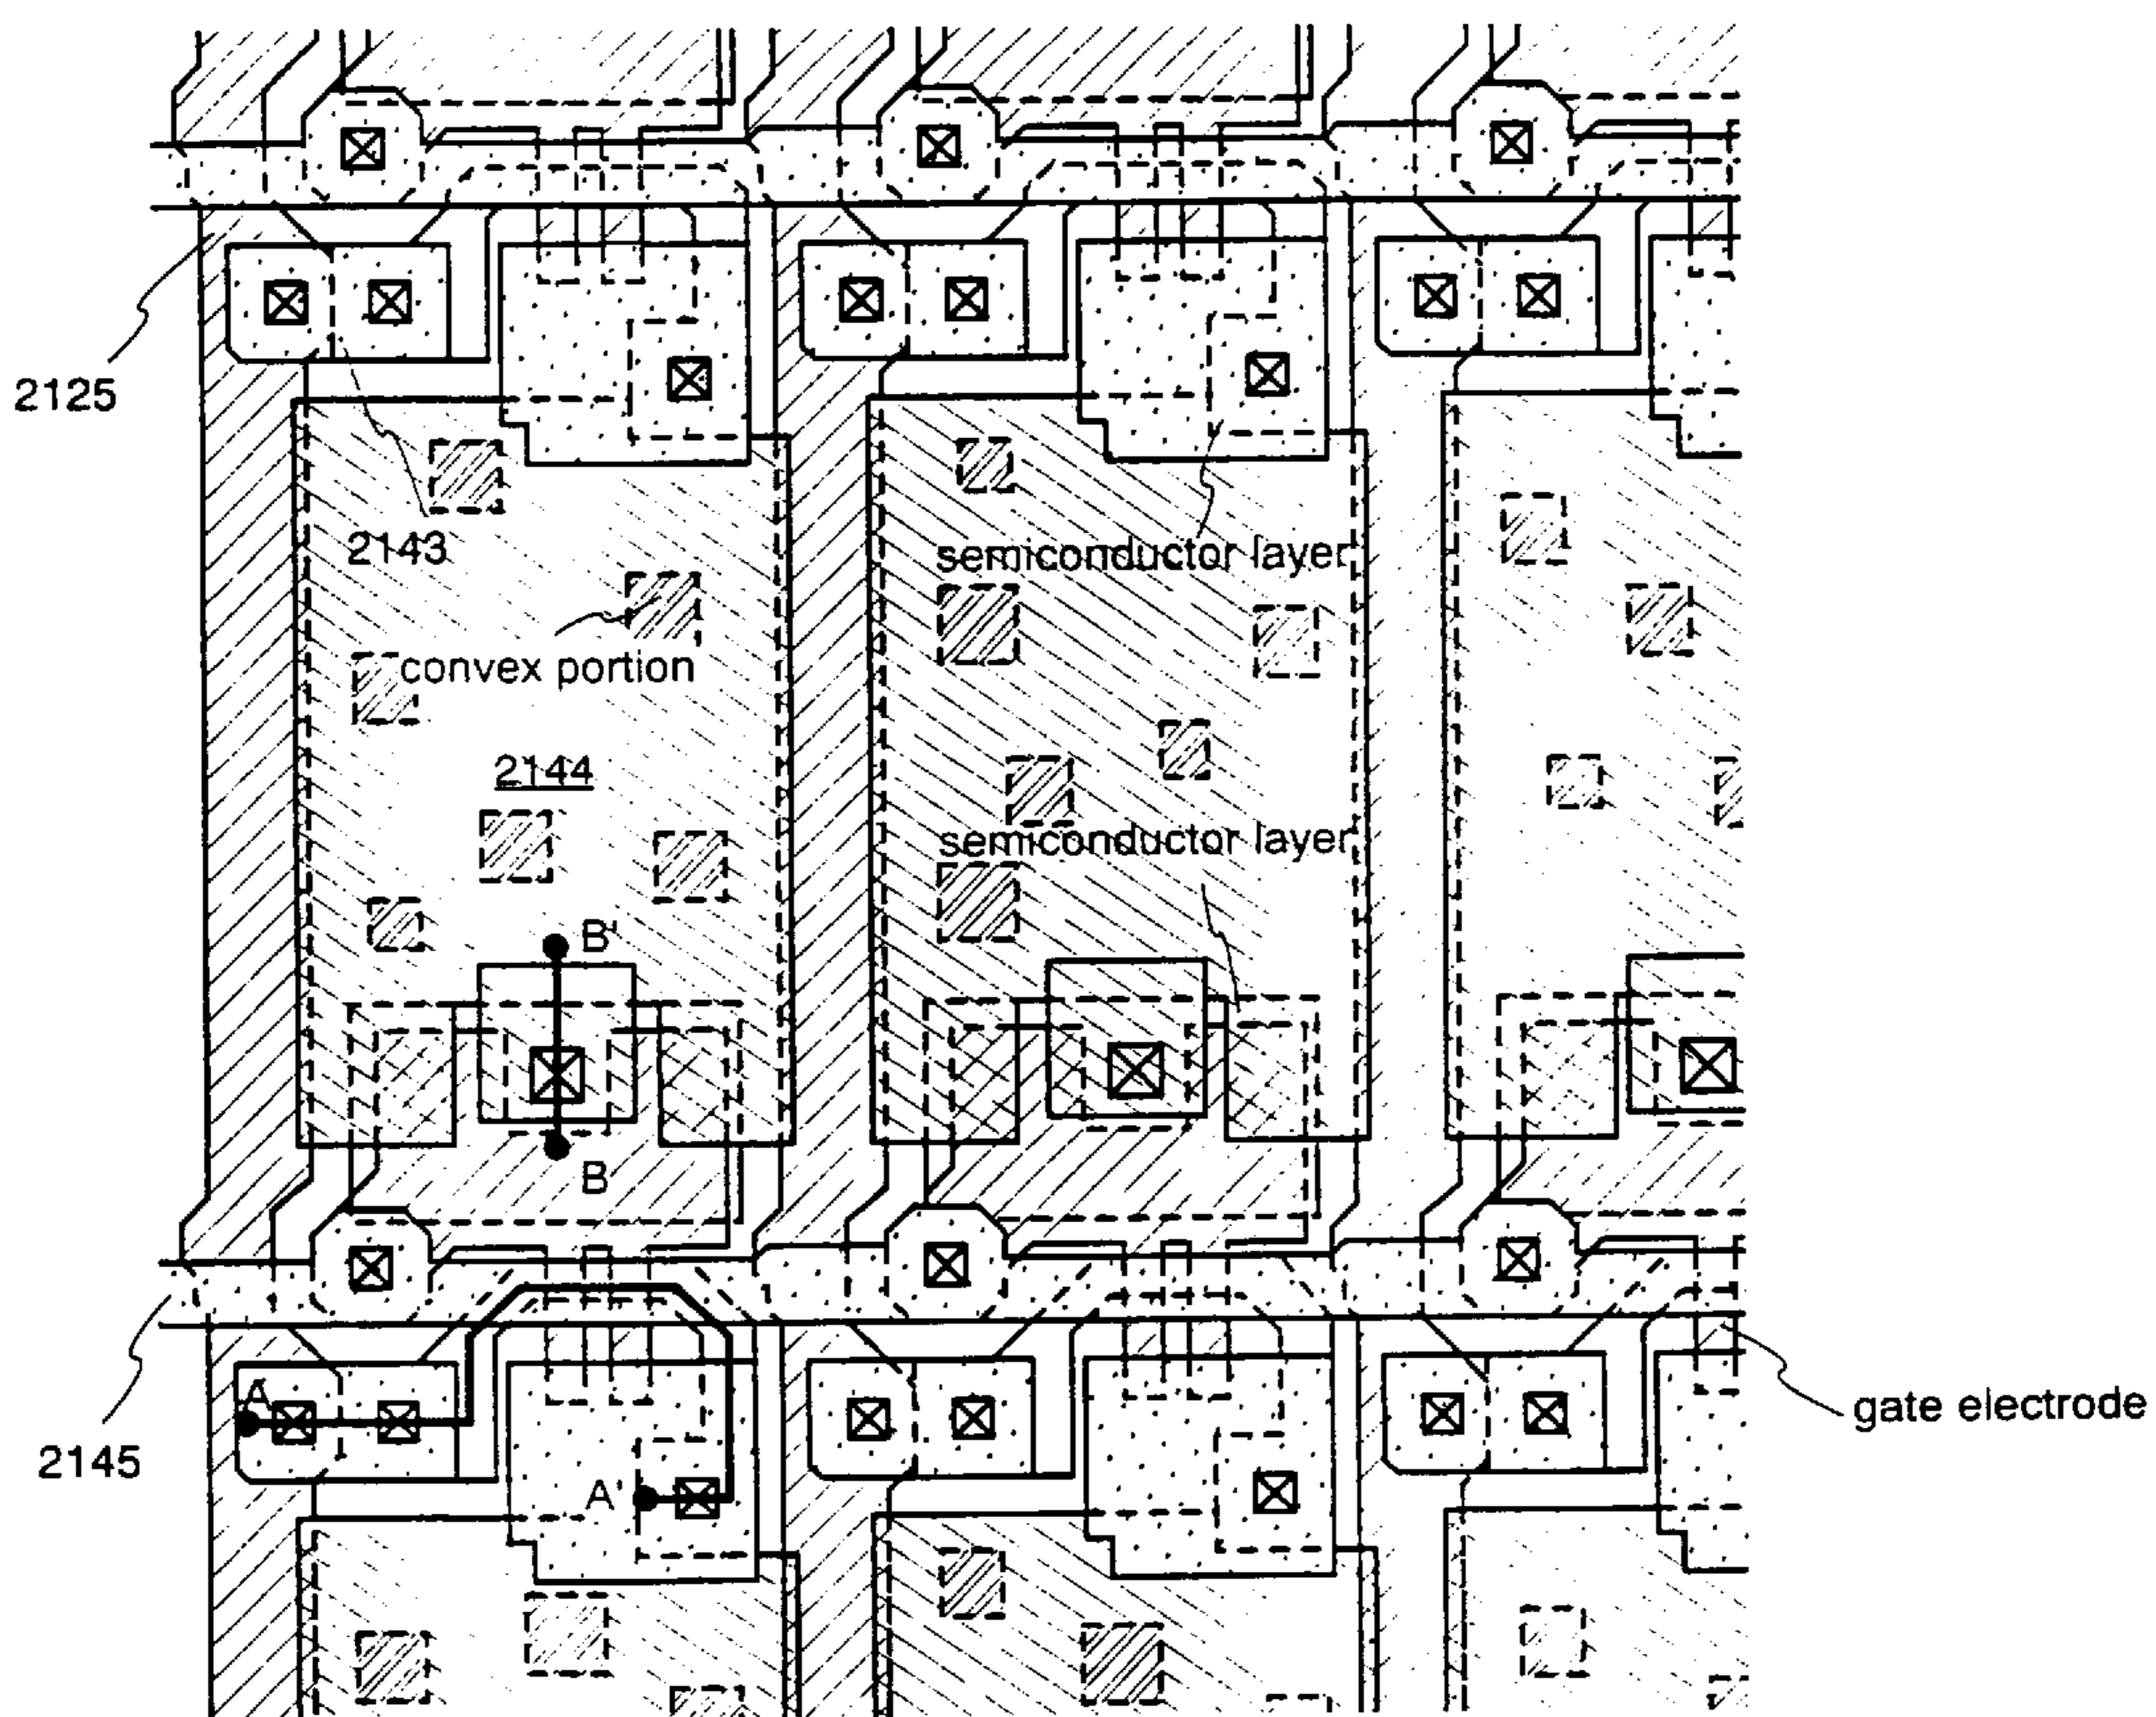 2125
2143
semiconductor layer
convex portion
2144
semiconductor layer
B'
B
A
gate electrode
2145
A'